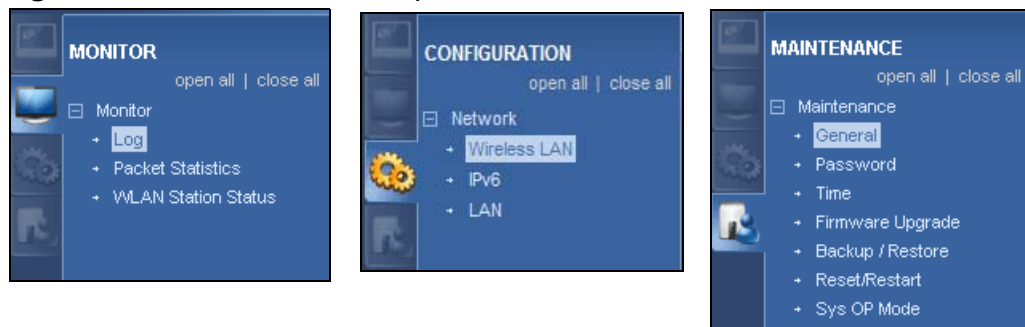 MONITOR
open all | close all
Monitor
Log
Packet Statistics
WLAN Station Status
CONFIGURATION
open all | close all
Network
Wireless LAN
IPv6
LAN
MAINTENANCE
open all | close all
Maintenance
General
Password
Time
Firmware Upgrade
Backup / Restore
Reset/Restart
Sys OP Mode